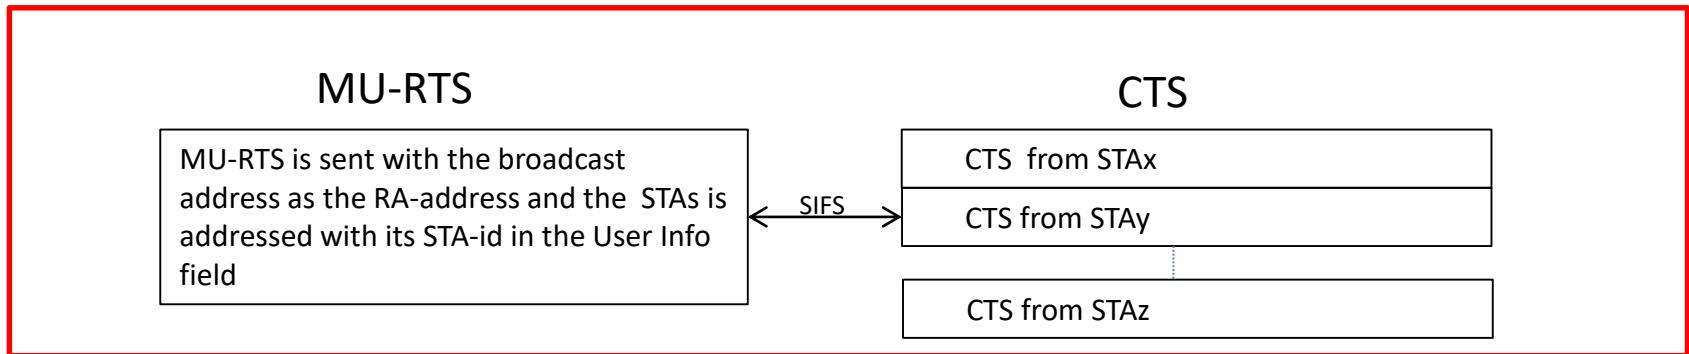 MU-RTS
MU-RTS is sent with the broadcast
address as the RA-address and the STAs is
addressed with its STA-id in the User Info
field
SIFS
CTS
CTS from STAx
CTS from STAy
CTS from STAz